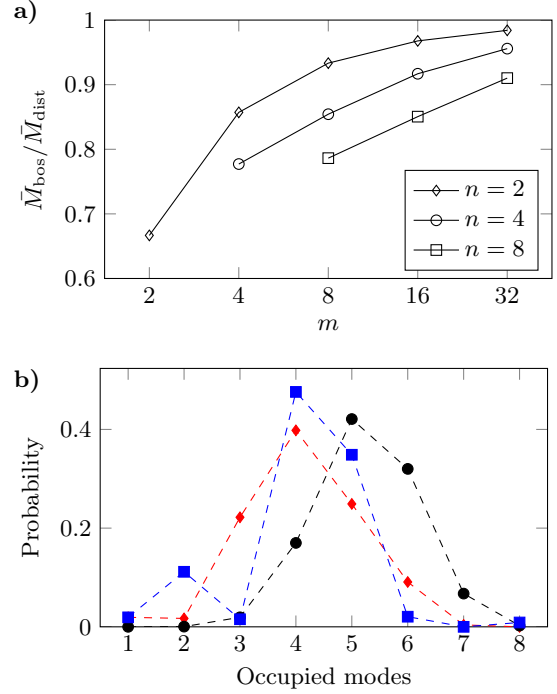 a)
1
0.9
0.8
0.7
0.6
M̄bos/M̄dist
2 4 8 16 32
m
n = 2
n = 4
n = 8
b)
0.4
0.2
0
Probability
1 2 3 4 5 6 7 8
Occupied modes